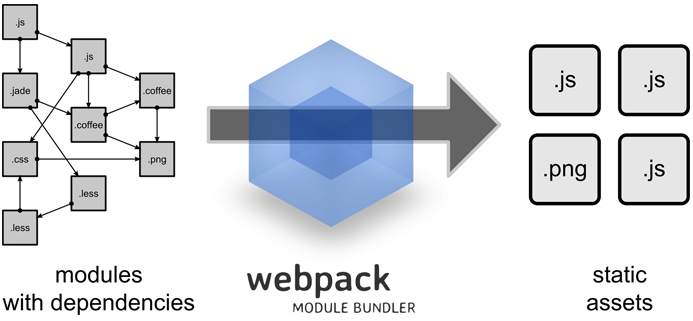 .js
.js
.jade
.coffee
.coffee
.css
.png
.less
.less
modules
with dependencies
webpack
MODULE BUNDLER
.js
.js
.png
.js
static
assets